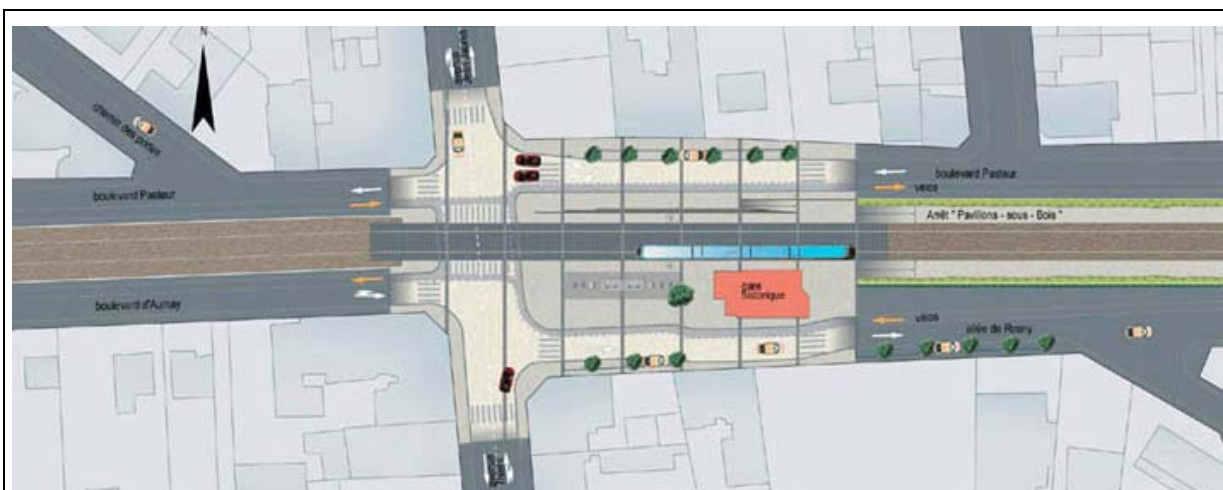 N
chemin des postes
boulevard Pasteur
boulevard Pasteur
vélos
Arrêt " Pavillons - sous - Bois "
gare
historique
boulevard d'Aulnay
vélos
allée de Rosny